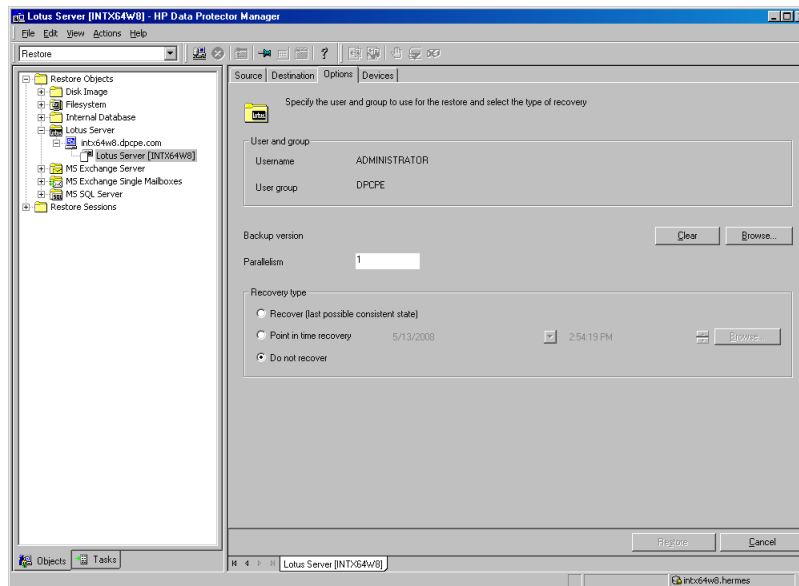 Lotus Server [INTX64W8] - HP Data Protector Manager
File Edit View Actions Help
Restore
Restore Objects
Disk Image
Filesystem
Internal Database
Lotus Server
intx64w8.dpcpe.com
Lotus Server [INTX64W8]
MS Exchange Server
MS Exchange Single Mailboxes
MS SQL Server
Restore Sessions
Objects Tasks
Source Destination Options Devices
Lotus
Specify the user and group to use for the restore and select the type of recovery
User and group
Username ADMINISTRATOR
User group DPCPE
Backup version Clear Browse...
Parallelism 1
Recovery type
Recover (last possible consistent state)
Point in time recovery 5/13/2008 2:54:19 PM Browse...
Do not recover
Restore Cancel
Lotus Server [INTX64W8]
intx64w8.hermes